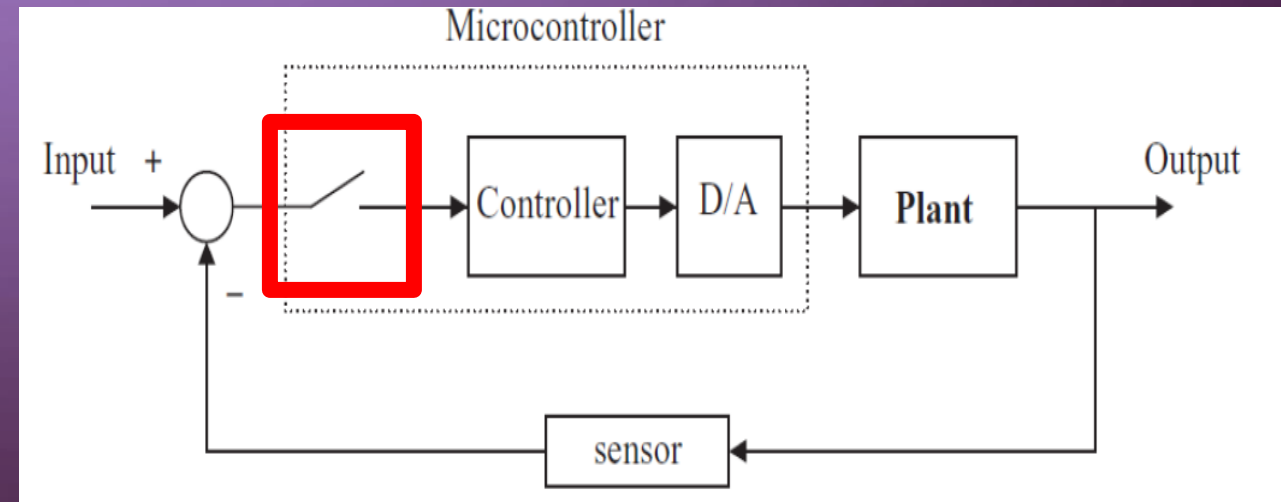 Microcontroller
Input +
Controller
D/A
Plant
Output
−
sensor